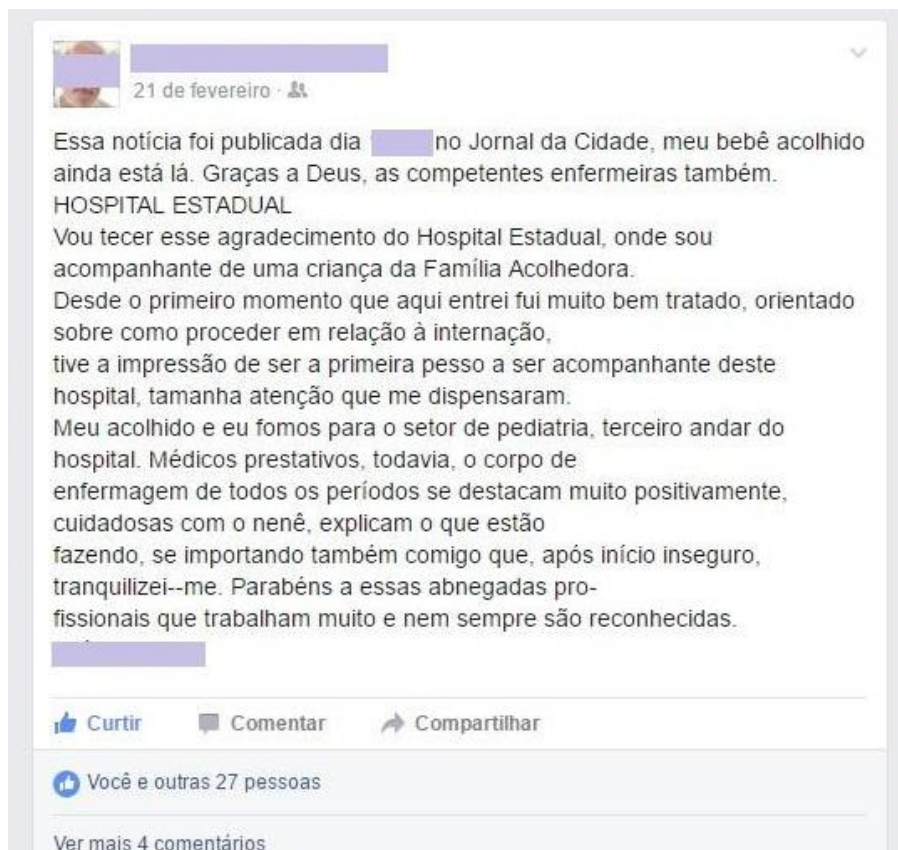 21 de fevereiro ·
Essa notícia foi publicada dia no Jornal da Cidade, meu bebê acolhido
ainda está lá. Graças a Deus, as competentes enfermeiras também.
HOSPITAL ESTADUAL
Vou tecer esse agradecimento do Hospital Estadual, onde sou
acompanhante de uma criança da Família Acolhedora.
Desde o primeiro momento que aqui entrei fui muito bem tratado, orientado
sobre como proceder em relação à internação,
tive a impressão de ser a primeira pesso a ser acompanhante deste
hospital, tamanha atenção que me dispensaram.
Meu acolhido e eu fomos para o setor de pediatria, terceiro andar do
hospital. Médicos prestativos, todavia, o corpo de
enfermagem de todos os períodos se destacam muito positivamente,
cuidadosas com o nenê, explicam o que estão
fazendo, se importando também comigo que, após início inseguro,
tranquilizei--me. Parabéns a essas abnegadas pro-
fissionais que trabalham muito e nem sempre são reconhecidas.
Curtir Comentar Compartilhar
Você e outras 27 pessoas
Ver mais 4 comentários